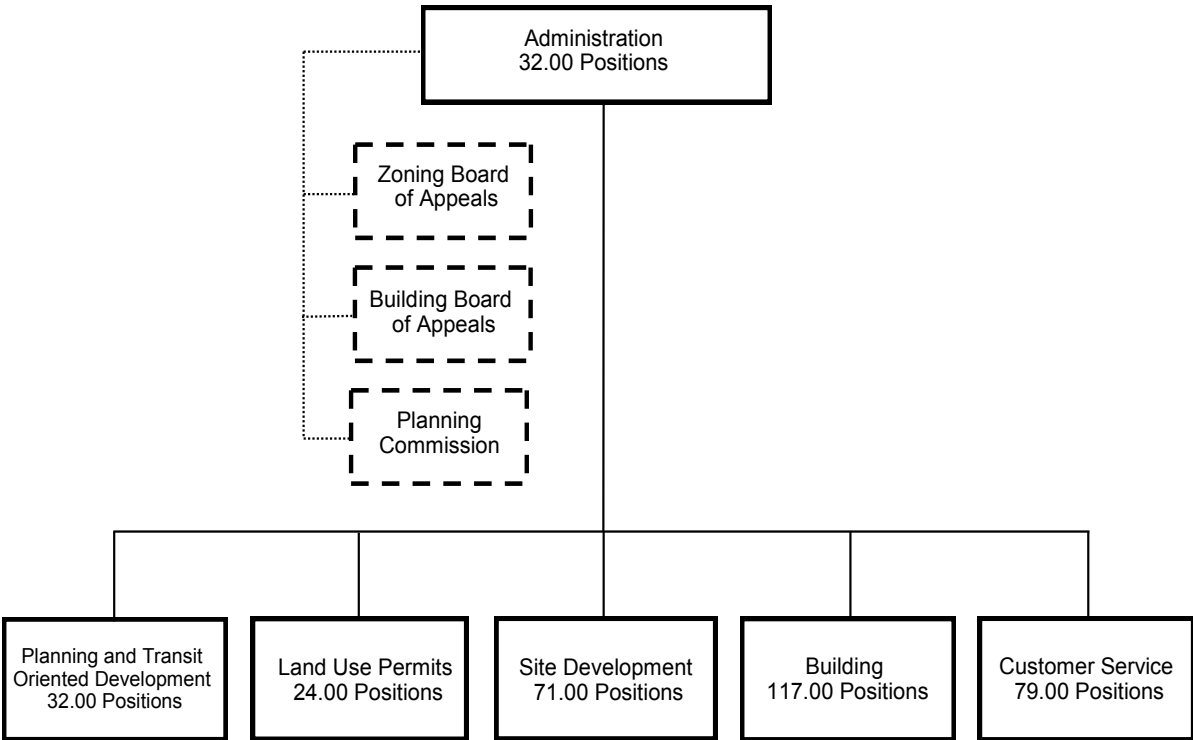 Administration
32.00 Positions
Zoning Board
of Appeals
Building Board
of Appeals
Planning
Commission
Planning and Transit
Oriented Development
32.00 Positions
Land Use Permits
24.00 Positions
Site Development
71.00 Positions
Building
117.00 Positions
Customer Service
79.00 Positions